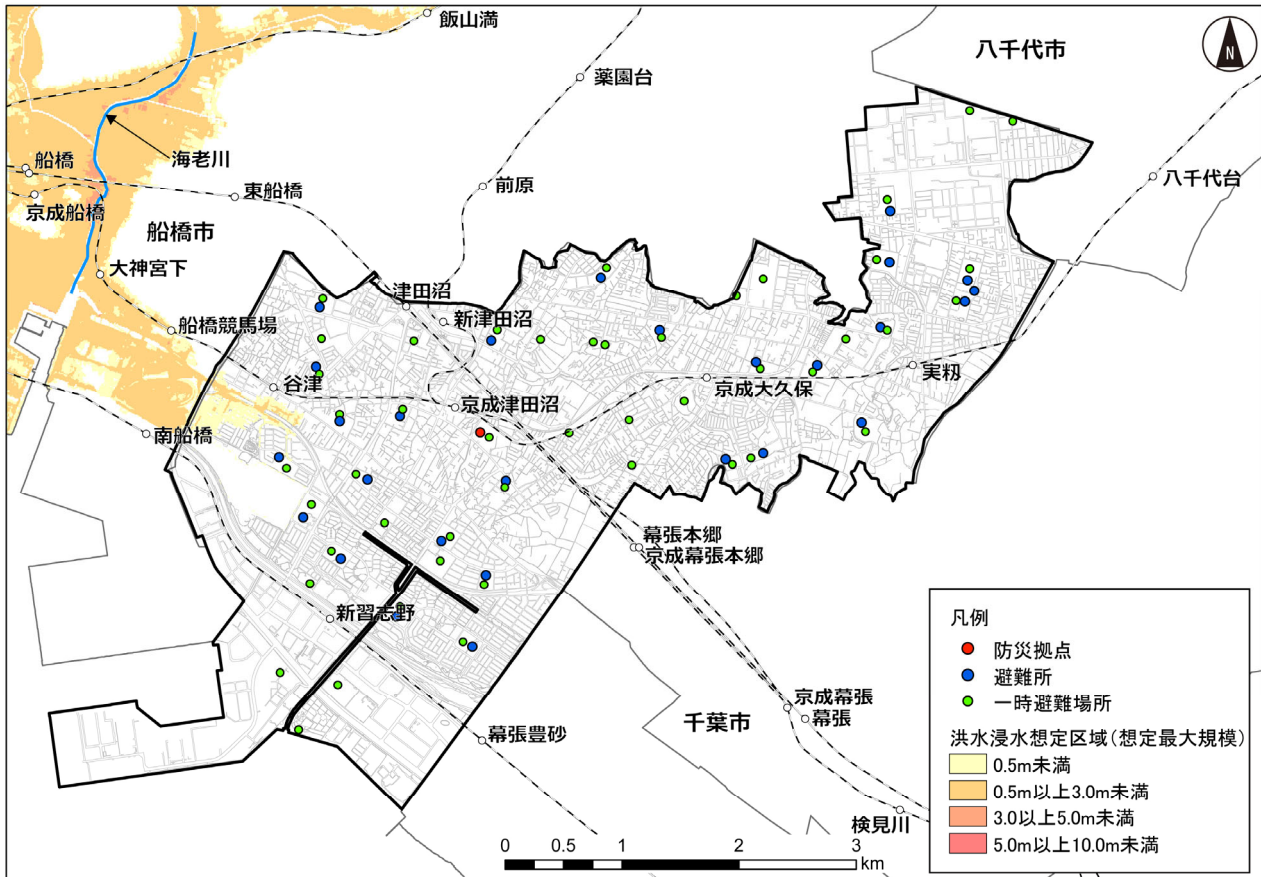 飯山満
八千代市
N
薬園台
船橋
海老川
八千代台
東船橋
前原
京成船橋
船橋市
大神宮下
津田沼
新津田沼
船橋競馬場
谷津
実籾
京成大久保
京成津田沼
南船橋
幕張本郷
京成幕張本郷
新習志野
京成幕張
幕張
千葉市
幕張豊砂
検見川
凡例
防災拠点
避難所
一時避難場所
洪水浸水想定区域(想定最大規模)
0.5m未満
0.5m以上3.0m未満
3.0以上5.0m未満
5.0m以上10.0m未満
0 0.5 1 2 3
km